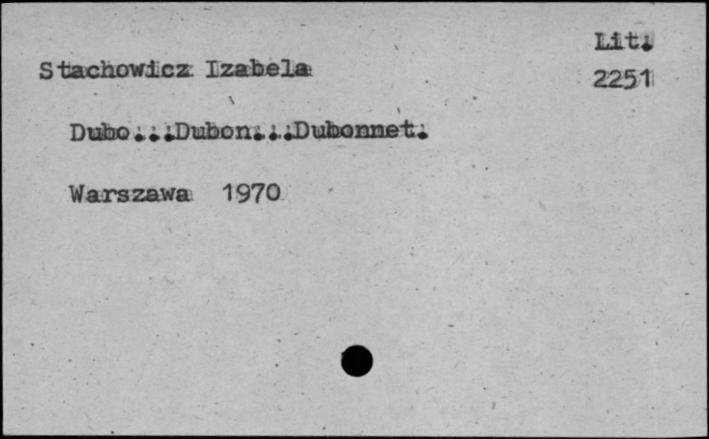 Lit.
Stachowicz Izabela
2251
Dubo...Dubon...Dubonnet.
Warszawa 1970